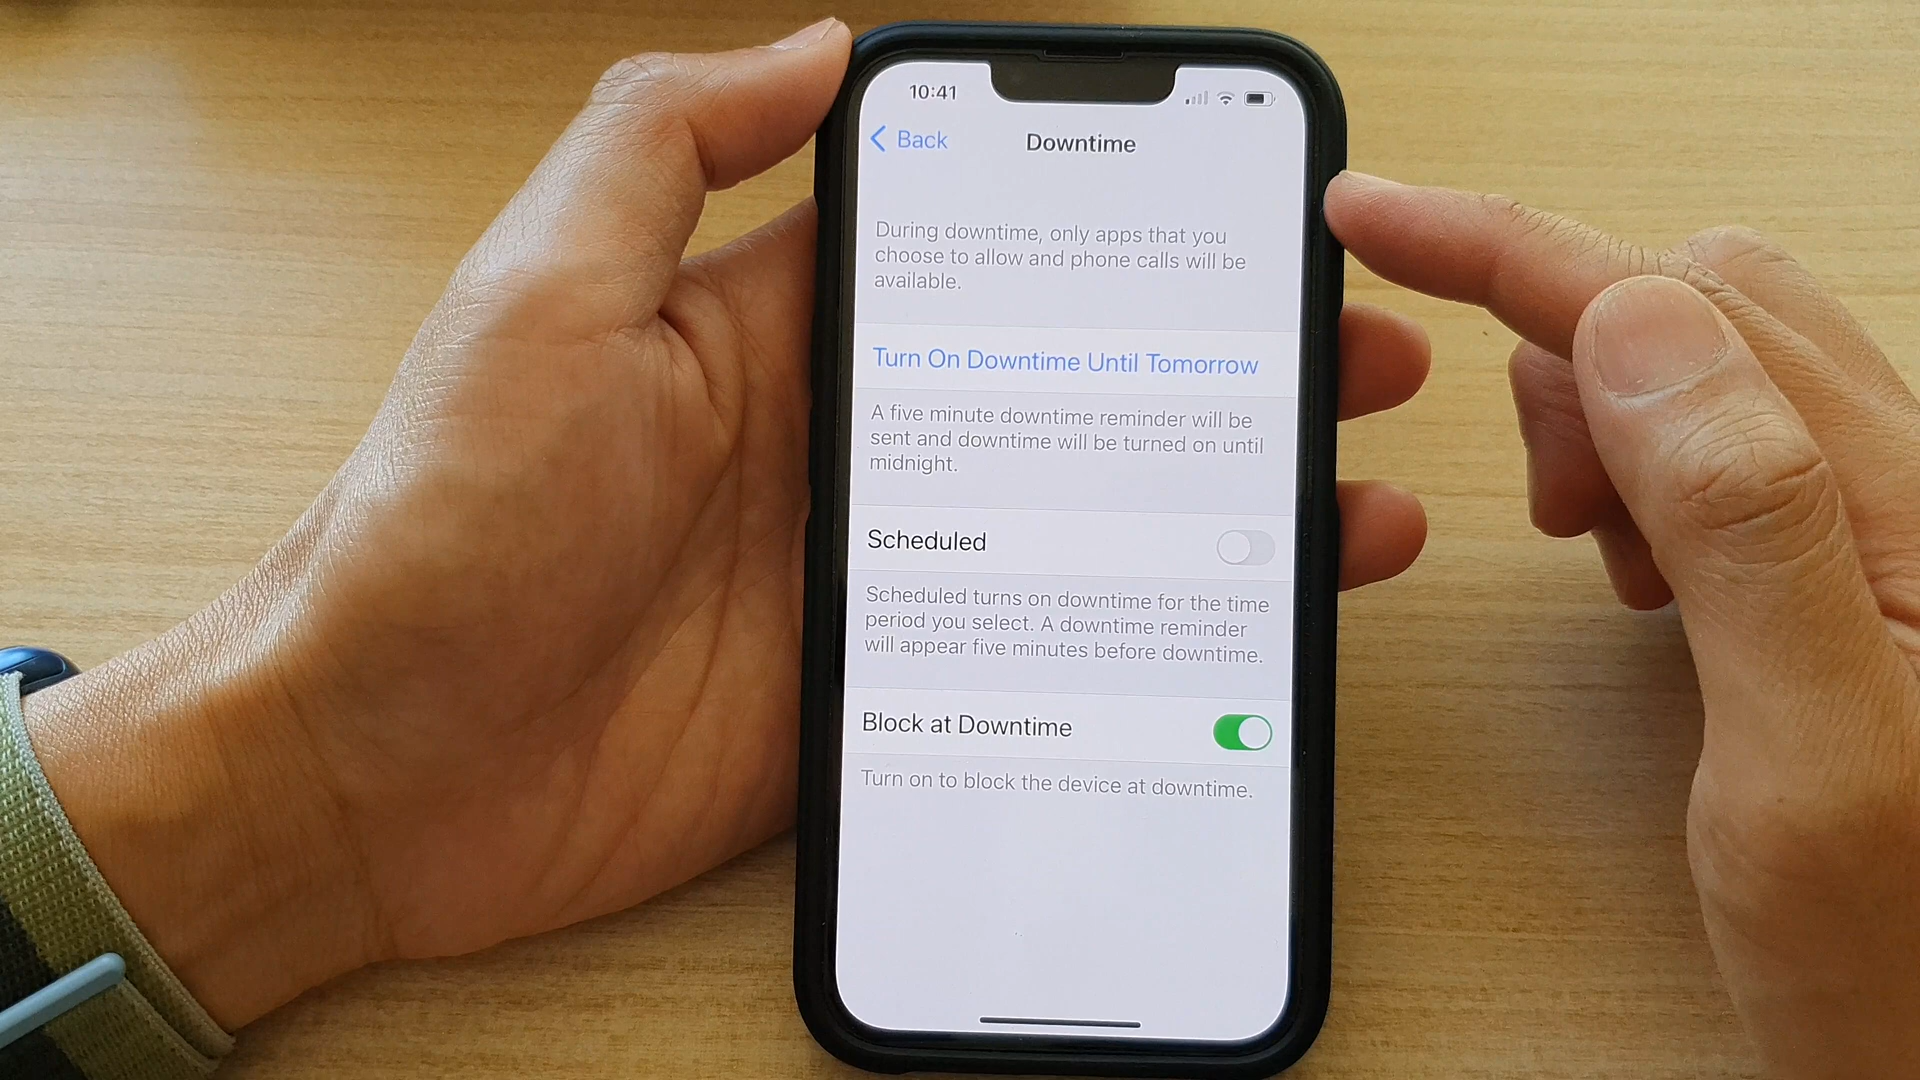 10:41
Back
Downtime
During downtime, only apps that you
choose to allow and phone calls will be
available.
Turn On Downtime Until Tomorrow
A five minute downtime reminder will be
sent and downtime will be turned on until
midnight.
Scheduled
Scheduled turns on downtime for the time
period you select. A downtime reminder
will appear five minutes before downtime.
Block at Downtime
Turn on to block the device at downtime.